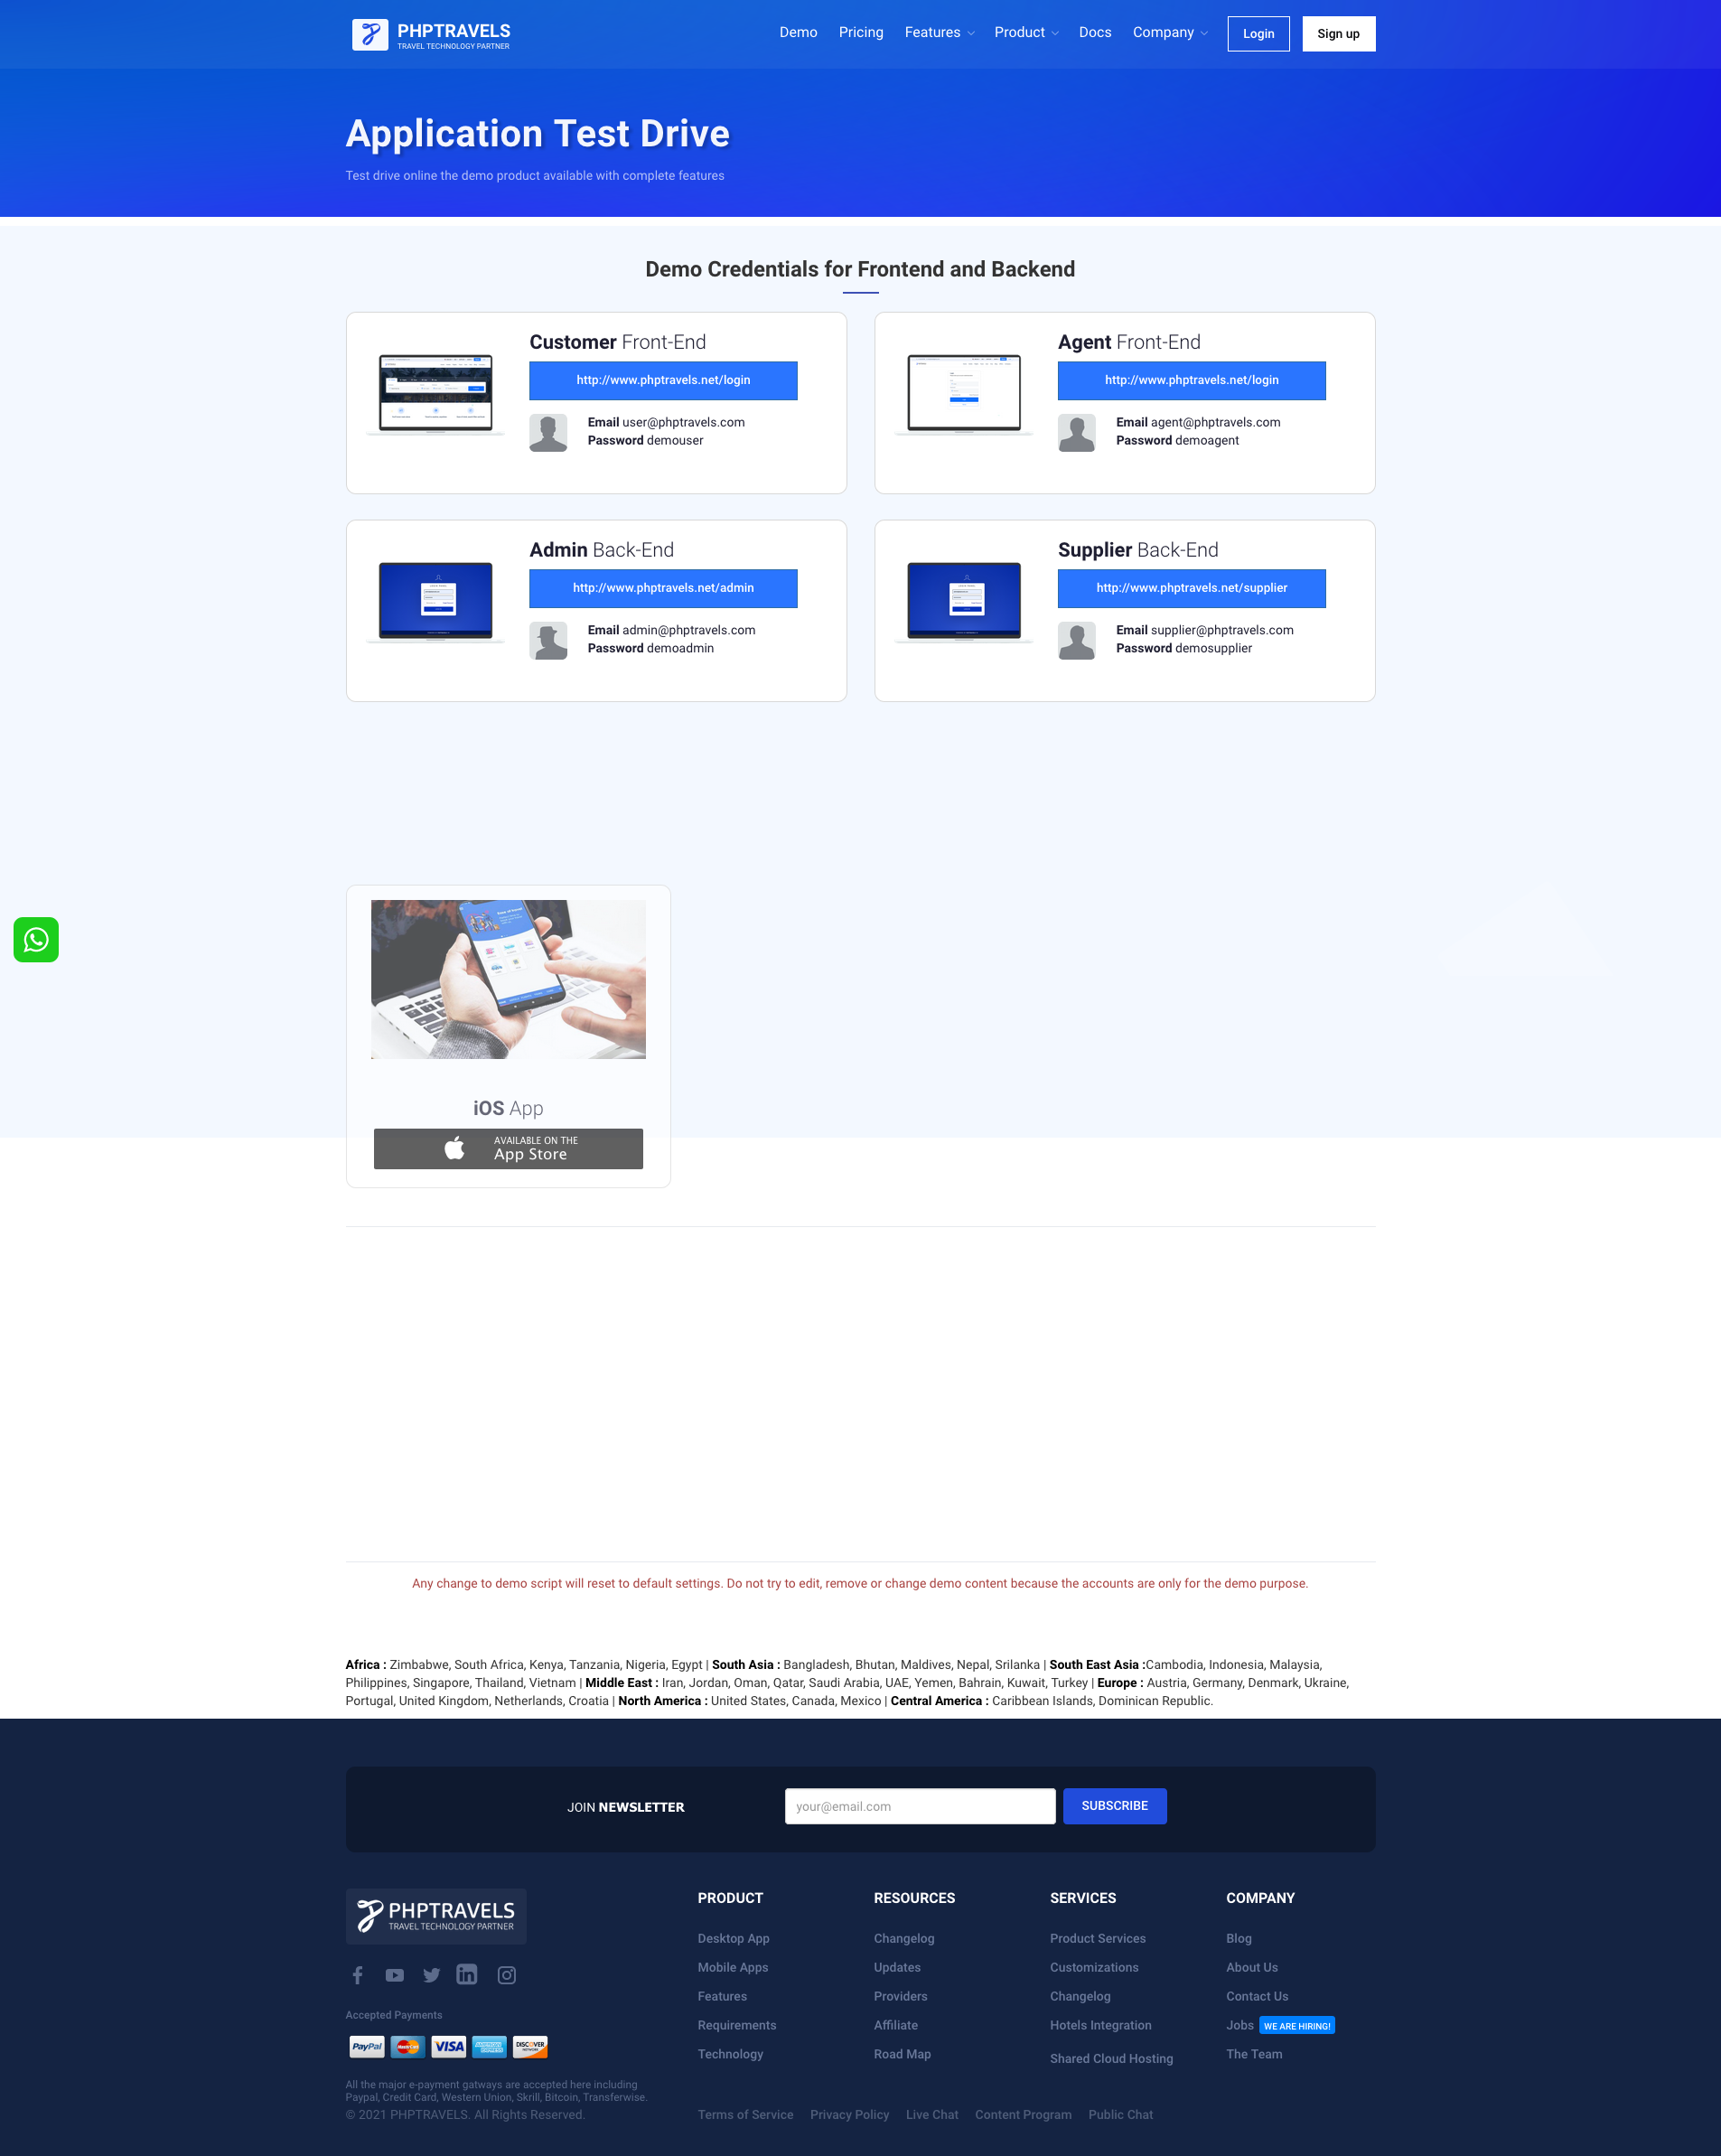 PHPTRAVELS
TRAVEL TECHNOLOGY PARTNER
Demo Pricing Features Product Docs Company Login Sign up
Application Test Drive
Test drive online the demo product available with complete features
Demo Credentials for Frontend and Backend
Customer Front-End
http://www.phptravels.net/login
Email user@phptravels.com
Password demouser
Agent Front-End
http://www.phptravels.net/login
Email agent@phptravels.com
Password demoagent
Admin Back-End
http://www.phptravels.net/admin
Email admin@phptravels.com
Password demoadmin
Supplier Back-End
http://www.phptravels.net/supplier
Email supplier@phptravels.com
Password demosupplier
iOS App
AVAILABLE ON THE
App Store
Any change to demo script will reset to default settings. Do not try to edit, remove or change demo content because the accounts are only for the demo purpose.
Africa : Zimbabwe, South Africa, Kenya, Tanzania, Nigeria, Egypt | South Asia : Bangladesh, Bhutan, Maldives, Nepal, Srilanka | South East Asia :Cambodia, Indonesia, Malaysia,
Philippines, Singapore, Thailand, Vietnam | Middle East : Iran, Jordan, Oman, Qatar, Saudi Arabia, UAE, Yemen, Bahrain, Kuwait, Turkey | Europe : Austria, Germany, Denmark, Ukraine,
Portugal, United Kingdom, Netherlands, Croatia | North America : United States, Canada, Mexico | Central America : Caribbean Islands, Dominican Republic.
JOIN NEWSLETTER
your@email.com
SUBSCRIBE
PHPTRAVELS
TRAVEL TECHNOLOGY PARTNER
Accepted Payments
PayPal MasterCard VISA AMERICAN EXPRESS DISCOVER
All the major e-payment gatways are accepted here including
Paypal, Credit Card, Western Union, Skrill, Bitcoin, Transferwise.
© 2021 PHPTRAVELS. All Rights Reserved.
PRODUCT
Desktop App
Mobile Apps
Features
Requirements
Technology
RESOURCES
Changelog
Updates
Providers
Affiliate
Road Map
SERVICES
Product Services
Customizations
Changelog
Hotels Integration
Shared Cloud Hosting
COMPANY
Blog
About Us
Contact Us
Jobs WE ARE HIRING!
The Team
Terms of Service Privacy Policy Live Chat Content Program Public Chat